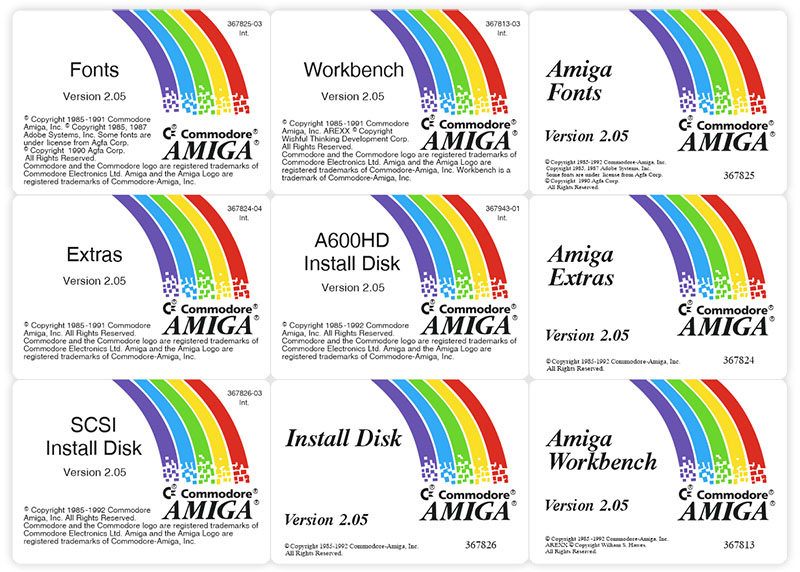 367825-03
Int.
Fonts
Version 2.05
© Copyright 1985-1991 Commodore
Amiga, Inc. © Copyright 1985, 1987
Adobe Systems, Inc. Some fonts are
under license from Agfa Corp.
© Copyright 1990 Agfa Corp.
All Rights Reserved.
Commodore®
AMIGA®
Commodore and the Commodore logo are registered trademarks of
Commodore Electronics Ltd. Amiga and the Amiga Logo are
registered trademarks of Commodore-Amiga, Inc.
367813-03
Int.
Workbench
Version 2.05
© Copyright 1985-1991 Commodore
Amiga, Inc. AREXX © Copyright
Wishful Thinking Development Corp.
All Rights Reserved.
Commodore®
AMIGA®
Commodore and the Commodore logo are registered trademarks of
Commodore Electronics Ltd. Amiga and the Amiga Logo are
registered trademarks of Commodore-Amiga, Inc. Workbench is a
trademark of Commodore-Amiga, Inc.
Amiga
Fonts
Version 2.05
Commodore®
AMIGA®
© Copyright 1985-1992 Commodore-Amiga, Inc.
Copyright 1985, 1987 Adobe Systems, Inc.
Some fonts are under license from Agfa Corp.
© Copyright 1990 Agfa Corp.
All Rights Reserved.
367825
367824-04
Int.
Extras
Version 2.05
© Copyright 1985-1991 Commodore
Amiga, Inc. All Rights Reserved.
Commodore®
AMIGA®
Commodore and the Commodore logo are registered trademarks of
Commodore Electronics Ltd. Amiga and the Amiga Logo are
registered trademarks of Commodore-Amiga, Inc.
367943-01
Int.
A600HD
Install Disk
Version 2.05
© Copyright 1985-1992 Commodore
Amiga, Inc. All Rights Reserved.
Commodore®
AMIGA®
Commodore and the Commodore logo are registered trademarks of
Commodore Electronics Ltd. Amiga and the Amiga Logo are
registered trademarks of Commodore-Amiga, Inc.
Amiga
Extras
Version 2.05
Commodore®
AMIGA®
© Copyright 1985-1992 Commodore-Amiga, Inc.
All Rights Reserved.
367824
367826-03
Int.
SCSI
Install Disk
Version 2.05
© Copyright 1985-1992 Commodore
Amiga, Inc. All Rights Reserved.
Commodore®
AMIGA®
Commodore and the Commodore logo are registered trademarks of
Commodore Electronics Ltd. Amiga and the Amiga Logo are
registered trademarks of Commodore-Amiga, Inc.
Install Disk
Version 2.05
Commodore®
AMIGA®
© Copyright 1985-1992 Commodore-Amiga, Inc.
All Rights Reserved.
367826
Amiga
Workbench
Version 2.05
Commodore®
AMIGA®
© Copyright 1985-1992 Commodore-Amiga, Inc.
AREXX © Copyright William S. Hawes.
All Rights Reserved.
367813